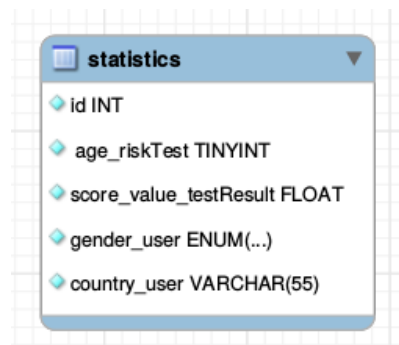 statistics
id INT
age_riskTest TINYINT
score_value_testResult FLOAT
gender_user ENUM(...)
country_user VARCHAR(55)